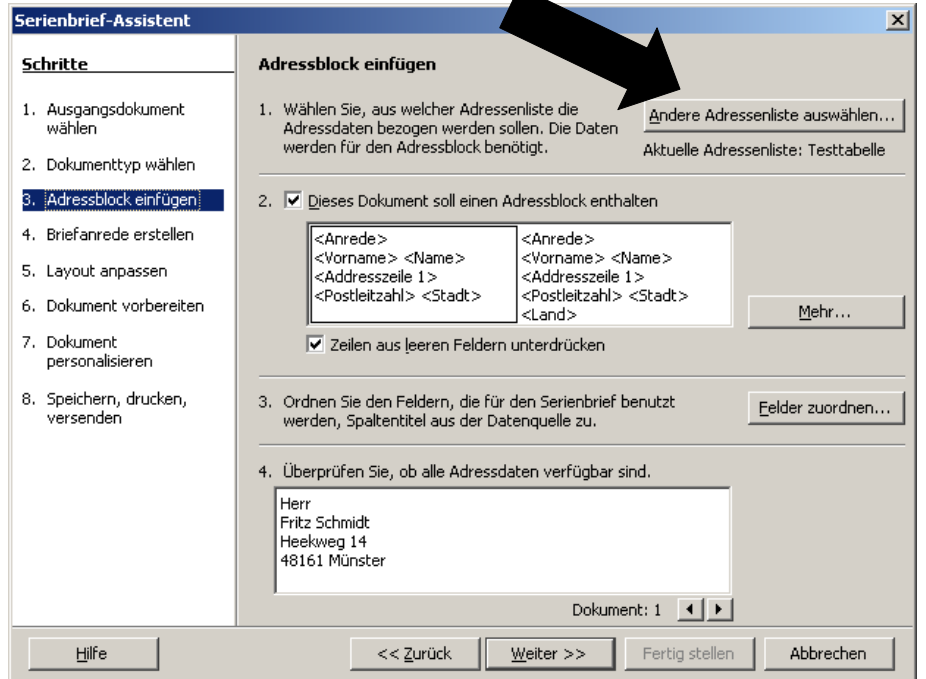 Serienbrief-Assistent
Schritte
1. Ausgangsdokument
wählen
2. Dokumenttyp wählen
3. Adressblock einfügen
4. Briefanrede erstellen
5. Layout anpassen
6. Dokument vorbereiten
7. Dokument
personalisieren
8. Speichern, drucken,
versenden
Adressblock einfügen
1. Wählen Sie, aus welcher Adressenliste die
Adressdaten bezogen werden sollen. Die Daten
werden für den Adressblock benötigt.
Andere Adressenliste auswählen...
Aktuelle Adressenliste: Testtabelle
2. Dieses Dokument soll einen Adressblock enthalten
<Anrede>
<Vorname> <Name>
<Addresszeile 1>
<Postleitzahl> <Stadt>
<Anrede>
<Vorname> <Name>
<Addresszeile 1>
<Postleitzahl> <Stadt>
<Land>
Mehr...
Zeilen aus leeren Feldern unterdrücken
3. Ordnen Sie den Feldern, die für den Serienbrief benutzt
werden, Spaltentitel aus der Datenquelle zu.
Felder zuordnen...
4. Überprüfen Sie, ob alle Adressdaten verfügbar sind.
Herr
Fritz Schmidt
Heekweg 14
48161 Münster
Dokument: 1
Hilfe
<< Zurück
Weiter >>
Fertig stellen
Abbrechen